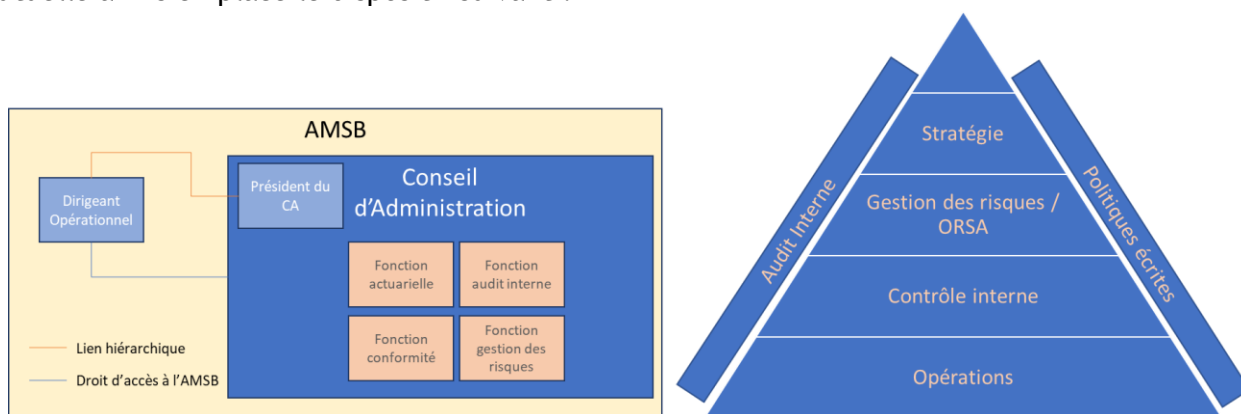 AMSB
Dirigeant
Opérationnel
Président du
CA
Conseil
d'Administration
Fonction
actuarielle
Fonction
audit interne
Fonction
conformité
Fonction
gestion des
risques
Lien hiérarchique
Droit d'accès à l'AMSB
Audit Interne
Stratégie
Gestion des risques /
ORSA
Contrôle interne
Opérations
Politiques écrites